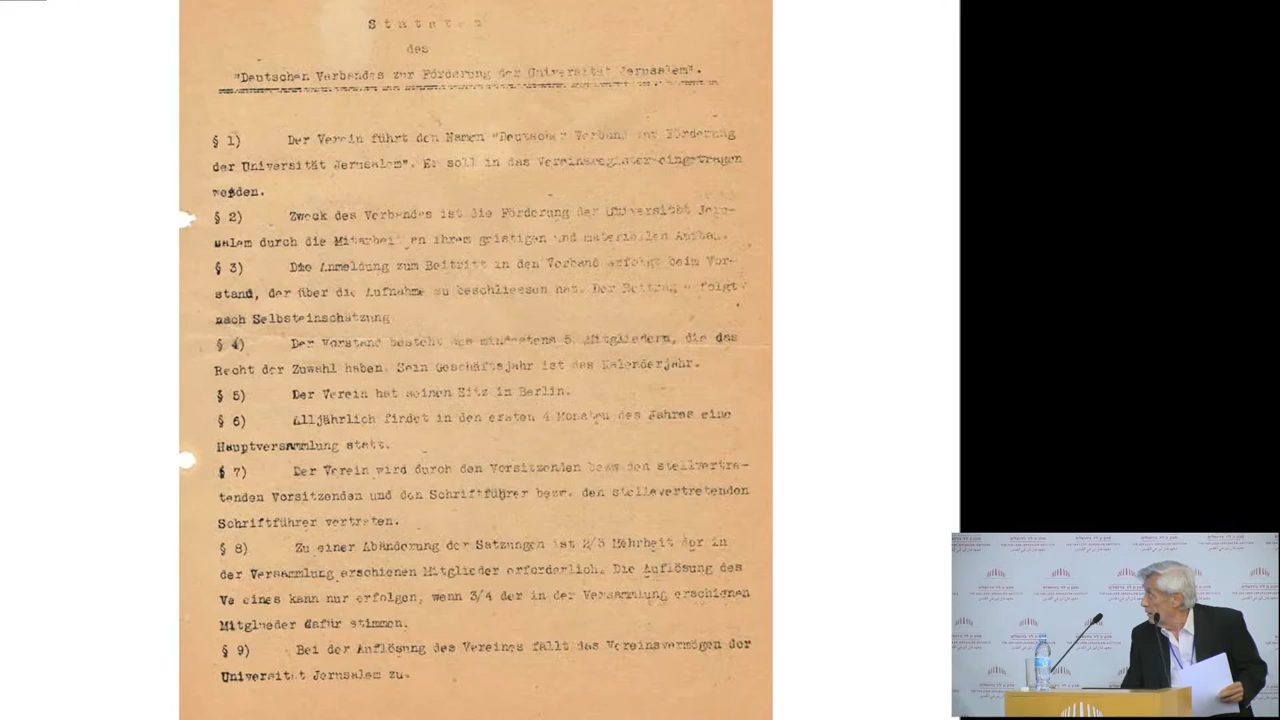 Statuten
des
"Deutschen Verbandes zur Förderung der Universität Jerusalem".
§ 1) Der Verein führt den Namen "Deutscher Verband zur Förderung
der Universität Jerusalem". Er soll in das Vereinsregister eingetragen
werden.
§ 2) Zweck des Verbandes ist die Förderung der Universität Jeru-
salem durch die Mitarbeit an ihrem geistigen und materiellen Aufbau.
§ 3) Die Anmeldung zum Beitritt in den Verband erfolgt beim Vor-
stand, der über die Aufnahme zu beschliessen hat. Der Beitrag erfolgt
nach Selbsteinschätzung
§ 4) Der Vorstand besteht aus mindestens 5 Mitgliedern, die das
Recht der Zuwahl haben. Sein Geschäftsjahr ist das Kalenderjahr.
§ 5) Der Verein hat seinen Sitz in Berlin.
§ 6) Alljährlich findet in den ersten 4 Monaten des Jahres eine
Hauptversammlung statt.
§ 7) Der Verein wird durch den Vorsitzenden bezw den stellvertre-
tenden Vorsitzenden und den Schriftführer bezw. den stellevertretenden
Schriftführer vertreten.
§ 8) Zu einer Abänderung der Satzungen ist 2/3 Mehrheit der in
der Versammlung erschienen Mitglieder erforderlich. Die Auflösung des
Ve eines kann nur erfolgen, wenn 3/4 der in der Versammlung erschienen
Mitglieder dafür stimmen.
§ 9) Bei der Auflösung des Vereines fällt das Vereinsvermögen der
Universität Jerusalem zu.